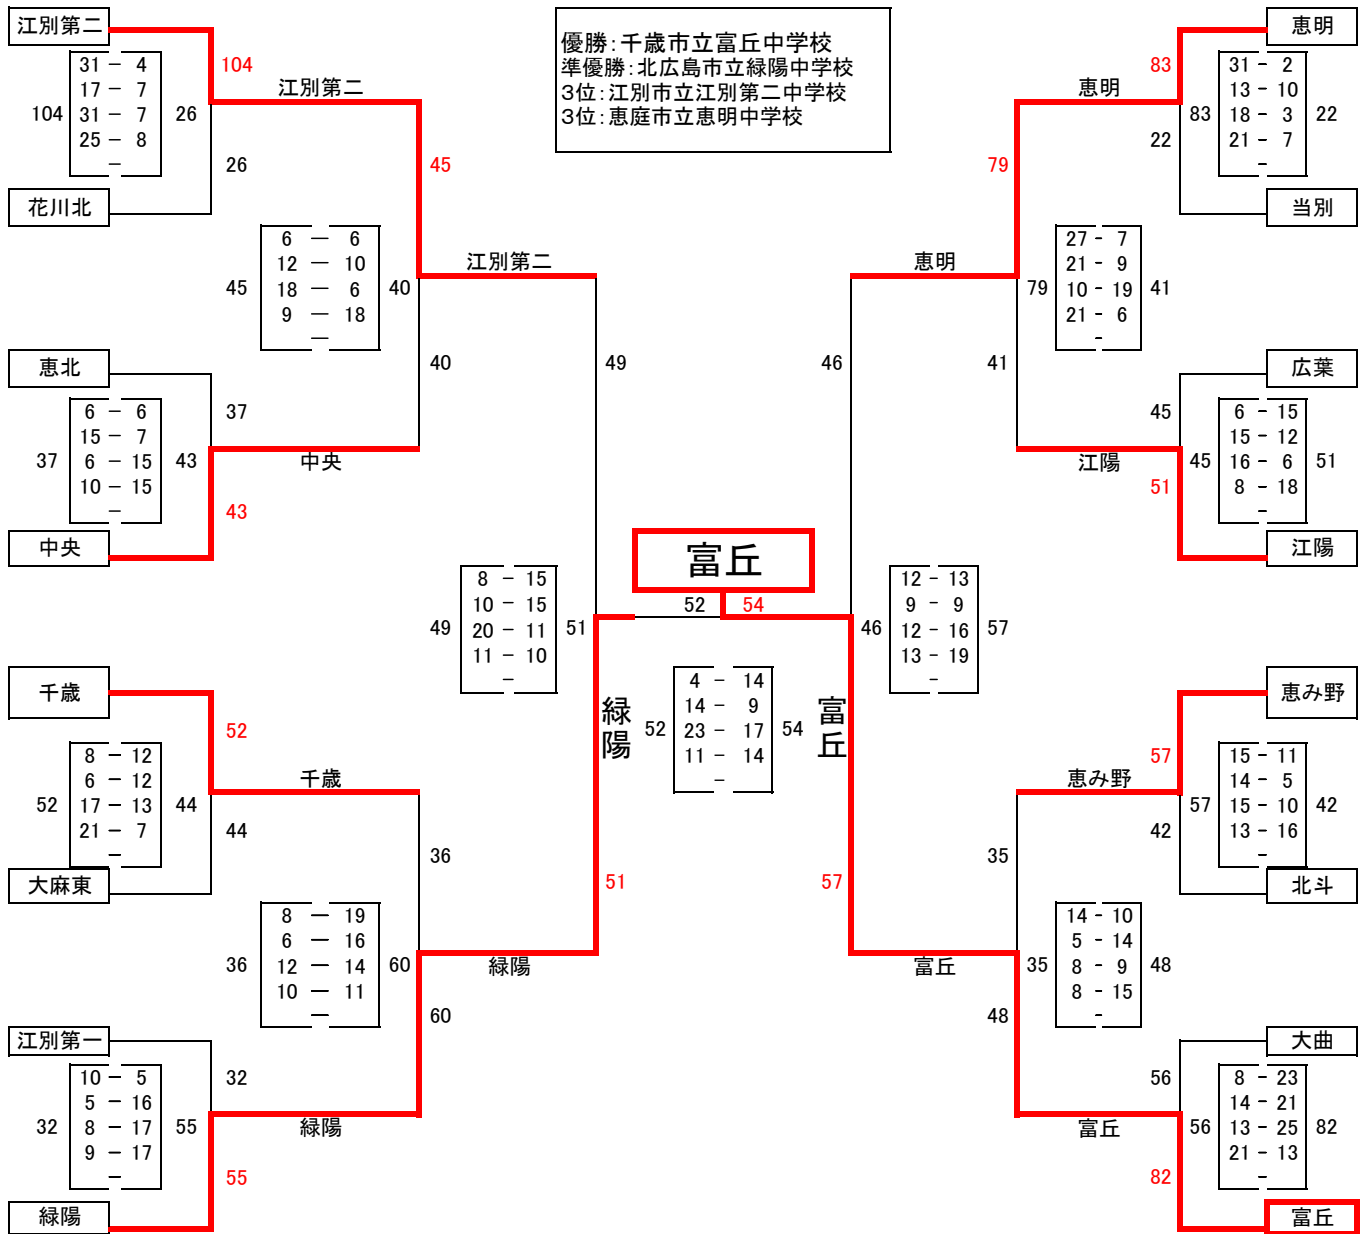 江別第二
優勝：千歳市立富丘中学校
準優勝：北広島市立緑陽中学校
3位：江別市立江別第二中学校
3位：恵庭市立恵明中学校
恵明
104
江別第二
恵明
83
104
31 － 4
17 － 7
31 － 7
25 － 8
－
26
26
花川北
83
31 - 2
13 - 10
18 - 3
21 - 7
-
22
22
当別
45
79
45
6 － 6
12 － 10
18 － 6
9 － 18
－
40
江別第二
恵明
79
27 - 7
21 - 9
10 - 19
21 - 6
-
41
恵北
37
40
49
46
41
45
広葉
37
6 － 6
15 － 7
6 － 15
10 － 15
－
43
中央
43
中央
江陽
45
6 - 15
15 - 12
16 - 6
8 - 18
-
51
51
江陽
富丘
52
54
49
8 - 15
10 - 15
20 - 11
11 - 10
-
51
46
12 - 13
9 - 9
12 - 16
13 - 19
-
57
緑陽
52
4 - 14
14 - 9
23 - 17
11 - 14
-
54
富丘
千歳
52
千歳
恵み野
57
恵み野
52
8 － 12
6 － 12
17 － 13
21 － 7
－
44
44
大麻東
57
15 - 11
14 - 5
15 - 10
13 - 16
-
42
42
北斗
36
51
57
35
36
8 － 19
6 － 16
12 － 14
10 － 11
－
60
緑陽
富丘
35
14 - 10
5 - 14
8 - 9
8 - 15
-
48
60
48
江別第一
32
56
大曲
32
10 － 5
5 － 16
8 － 17
9 － 17
－
55
緑陽
富丘
56
8 - 23
14 - 21
13 - 25
21 - 13
-
82
55
82
緑陽
富丘